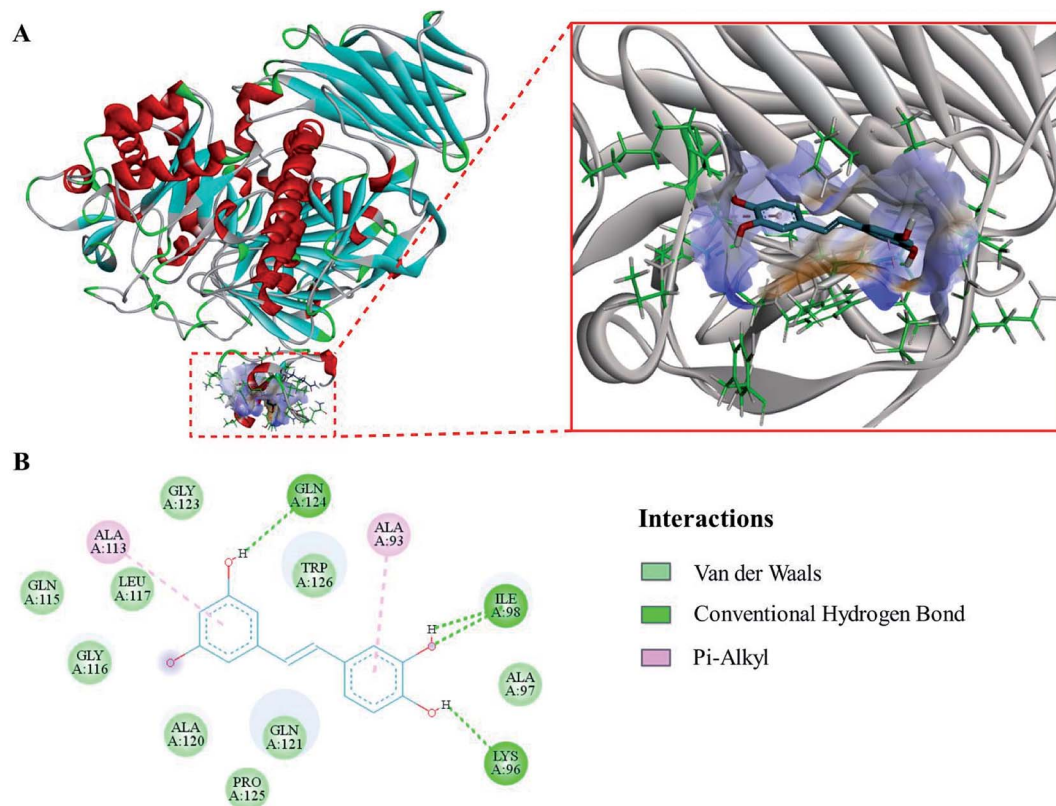 A
B
GLY
A:123
GLN
A:124
ALA
A:113
ALA
A:93
H
TRP
A:126
GLN
A:115
LEU
A:117
O
ILE
A:98
H
O
GLY
A:116
O
ALA
A:97
H
O
ALA
A:120
GLN
A:121
LYS
A:96
PRO
A:125
Interactions
Van der Waals
Conventional Hydrogen Bond
Pi-Alkyl